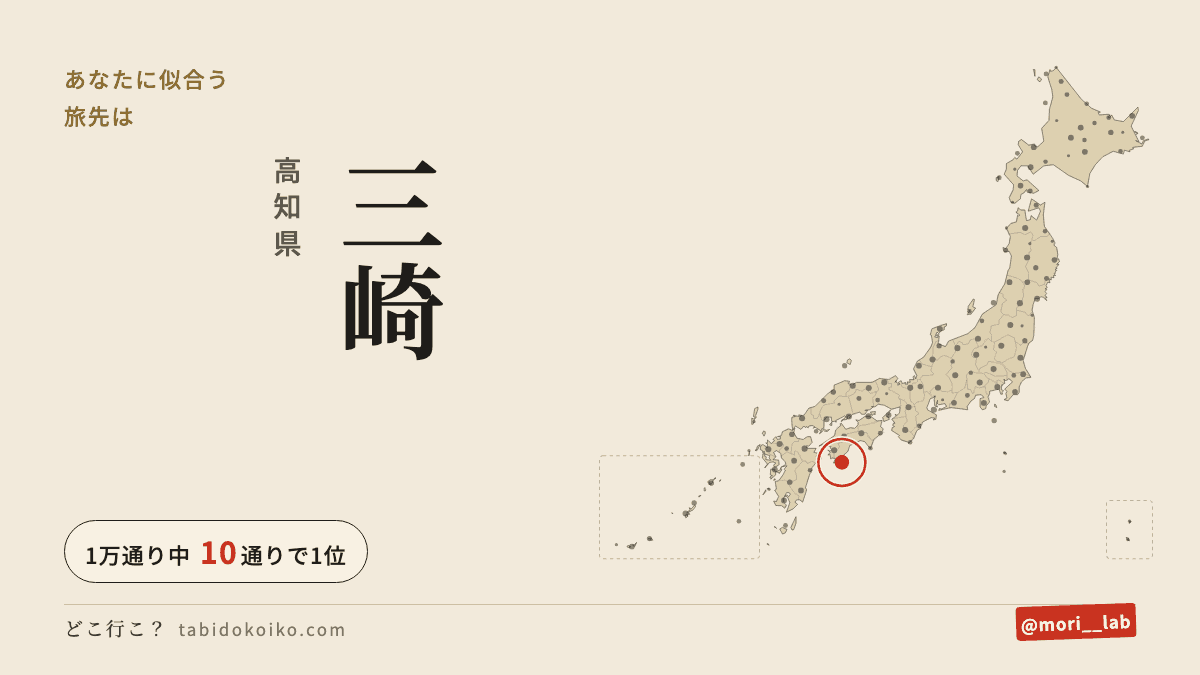 あなたに似合う
旅先は
三崎
高知県
1万通り中 10通りで1位
どこ行こ？ tabidokoiko.com
@mori__lab